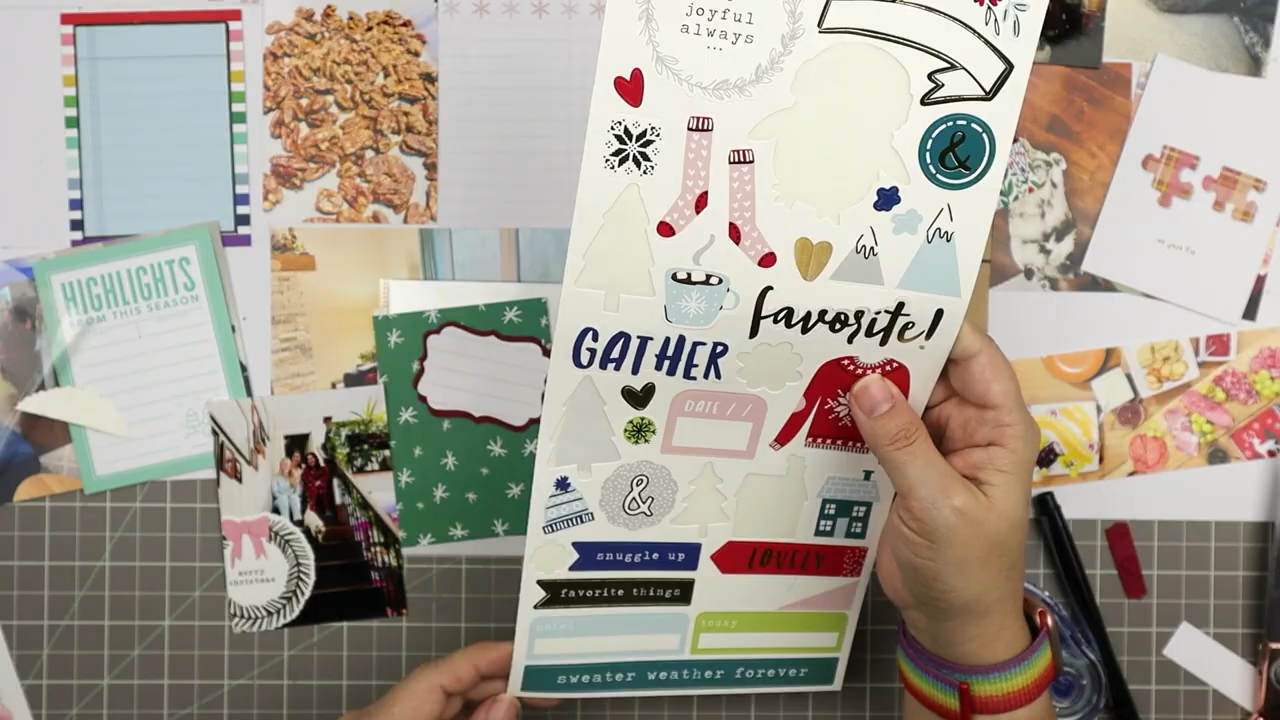 joyful
always
...
&
HIGHLIGHTS
FROM THIS SEASON
favorite!
GATHER
DATE / /
&
merry
christmas
snuggle up
LOVELY
favorite things
today
sweater weather forever